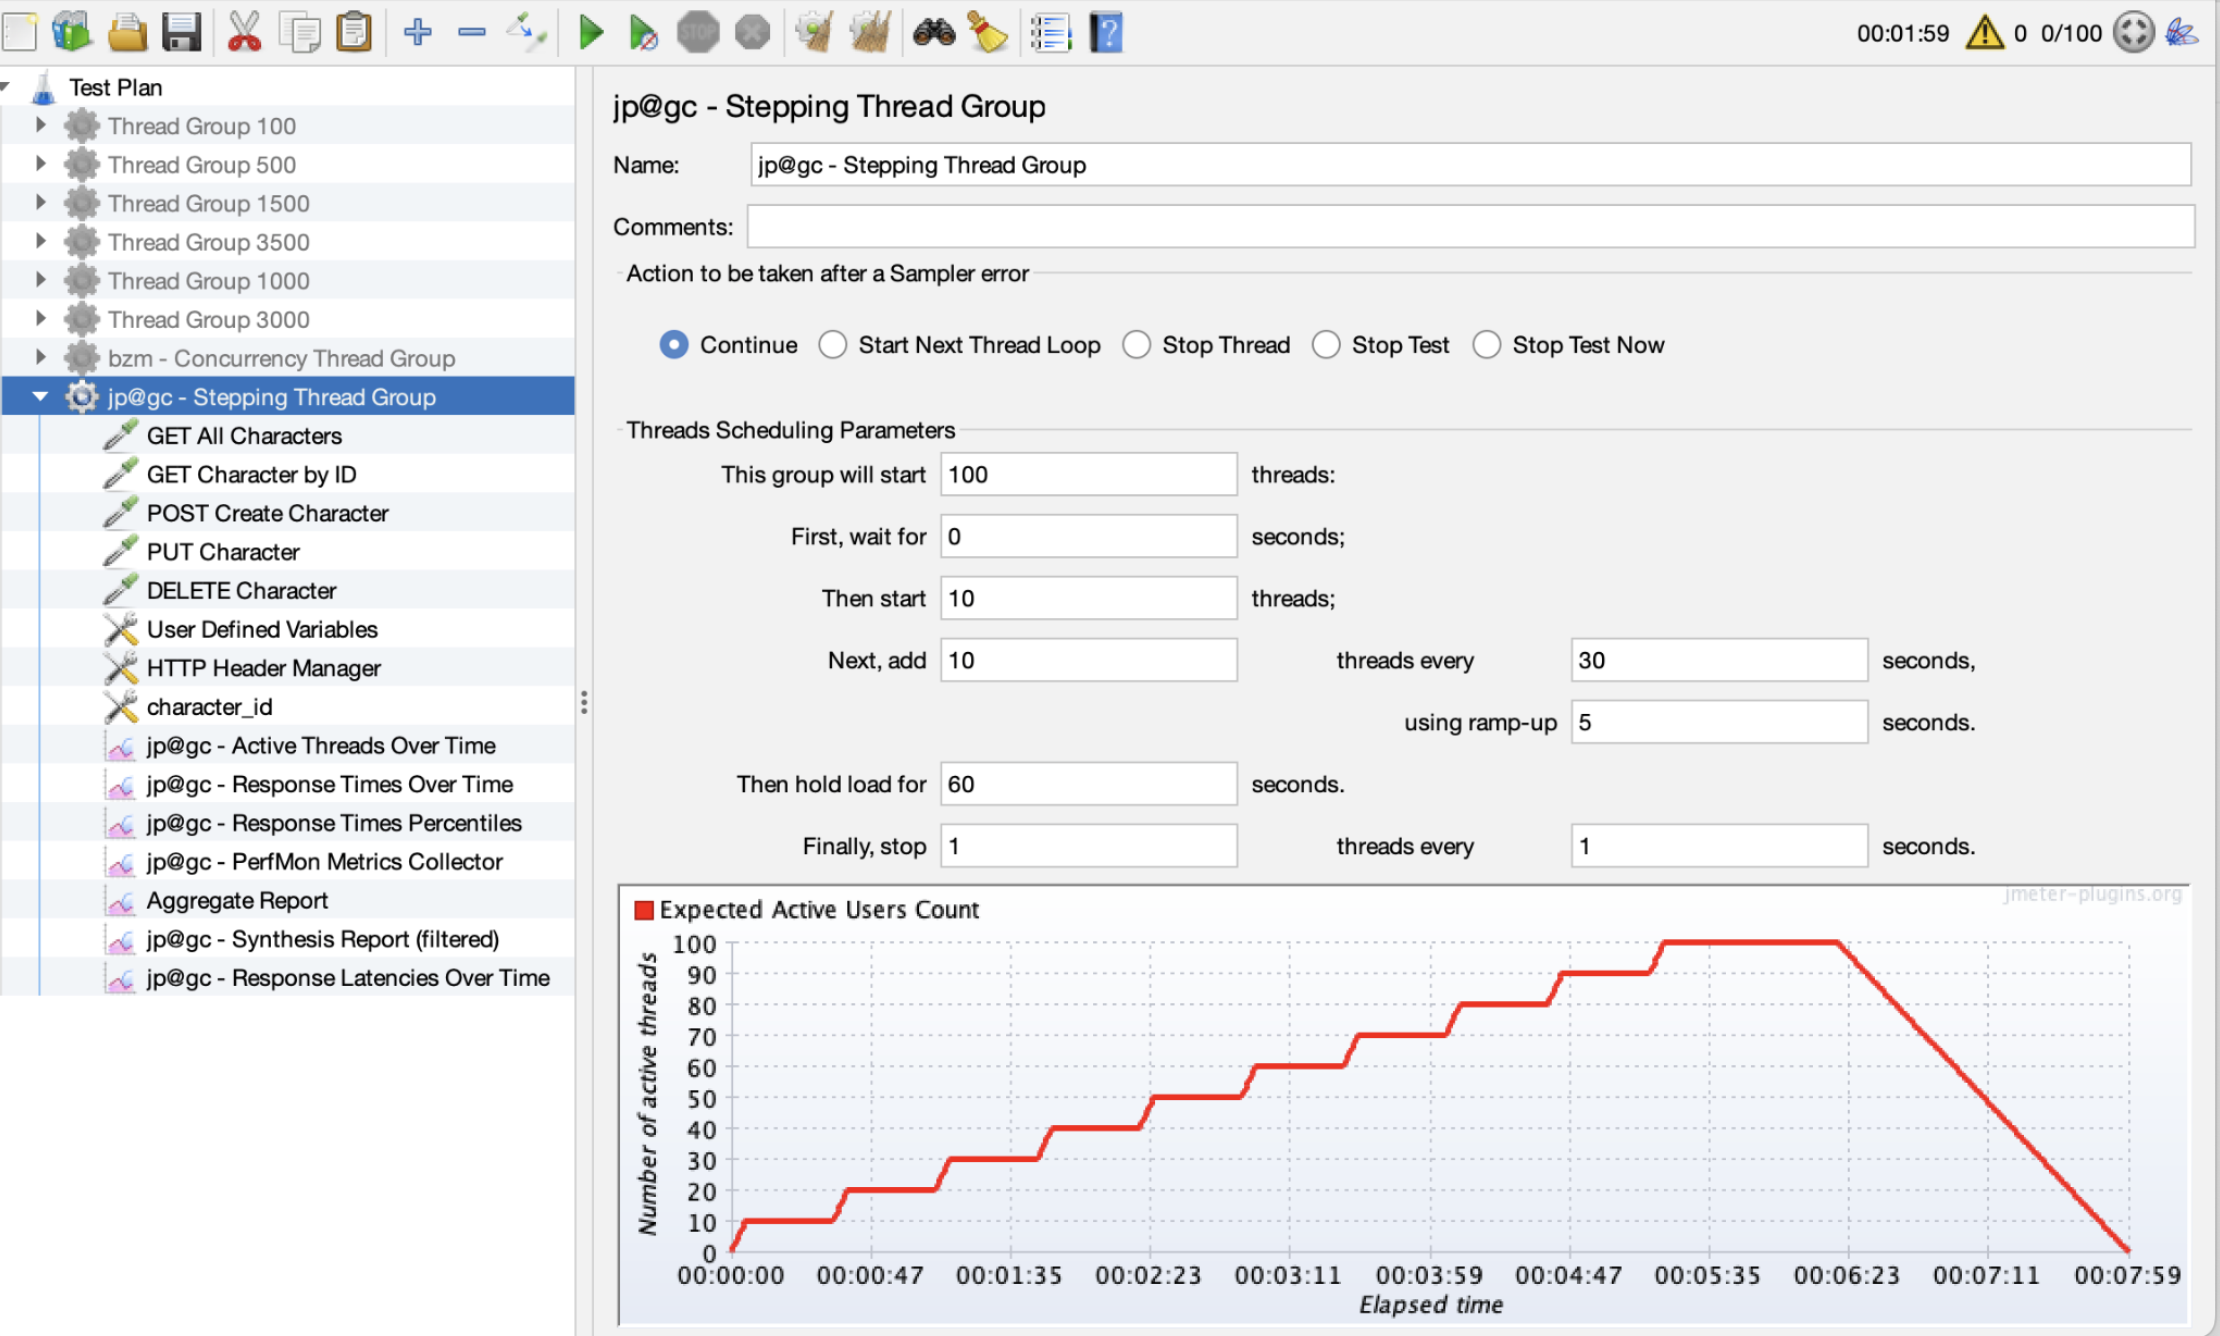 STOP
00:01:59 0 0/100
Test Plan
Thread Group 100
Thread Group 500
Thread Group 1500
Thread Group 3500
Thread Group 1000
Thread Group 3000
bzm - Concurrency Thread Group
jp@gc - Stepping Thread Group
GET All Characters
GET Character by ID
POST Create Character
PUT Character
DELETE Character
User Defined Variables
HTTP Header Manager
character_id
jp@gc - Active Threads Over Time
jp@gc - Response Times Over Time
jp@gc - Response Times Percentiles
jp@gc - PerfMon Metrics Collector
Aggregate Report
jp@gc - Synthesis Report (filtered)
jp@gc - Response Latencies Over Time
jp@gc - Stepping Thread Group
Name: jp@gc - Stepping Thread Group
Comments:
Action to be taken after a Sampler error
Continue Start Next Thread Loop Stop Thread Stop Test Stop Test Now
Threads Scheduling Parameters
This group will start 100 threads:
First, wait for 0 seconds;
Then start 10 threads;
Next, add 10 threads every 30 seconds,
using ramp-up 5 seconds.
Then hold load for 60 seconds.
Finally, stop 1 threads every 1 seconds.
jmeter-plugins.org
Expected Active Users Count
Number of active threads
100
90
80
70
60
50
40
30
20
10
0
00:00:00 00:00:47 00:01:35 00:02:23 00:03:11 00:03:59 00:04:47 00:05:35 00:06:23 00:07:11 00:07:59
Elapsed time